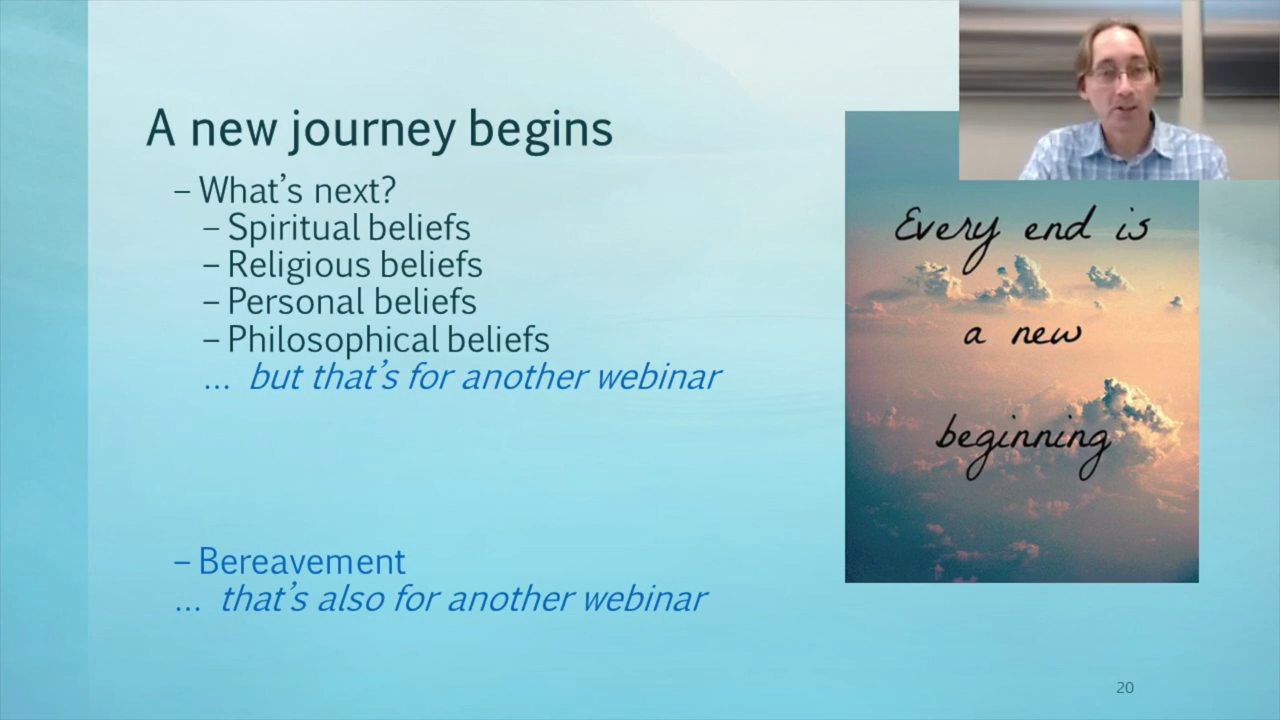 A new journey begins
– What's next?
– Spiritual beliefs
– Religious beliefs
– Personal beliefs
– Philosophical beliefs
... but that's for another webinar
– Bereavement
... that's also for another webinar
Every end is
a new
beginning
20